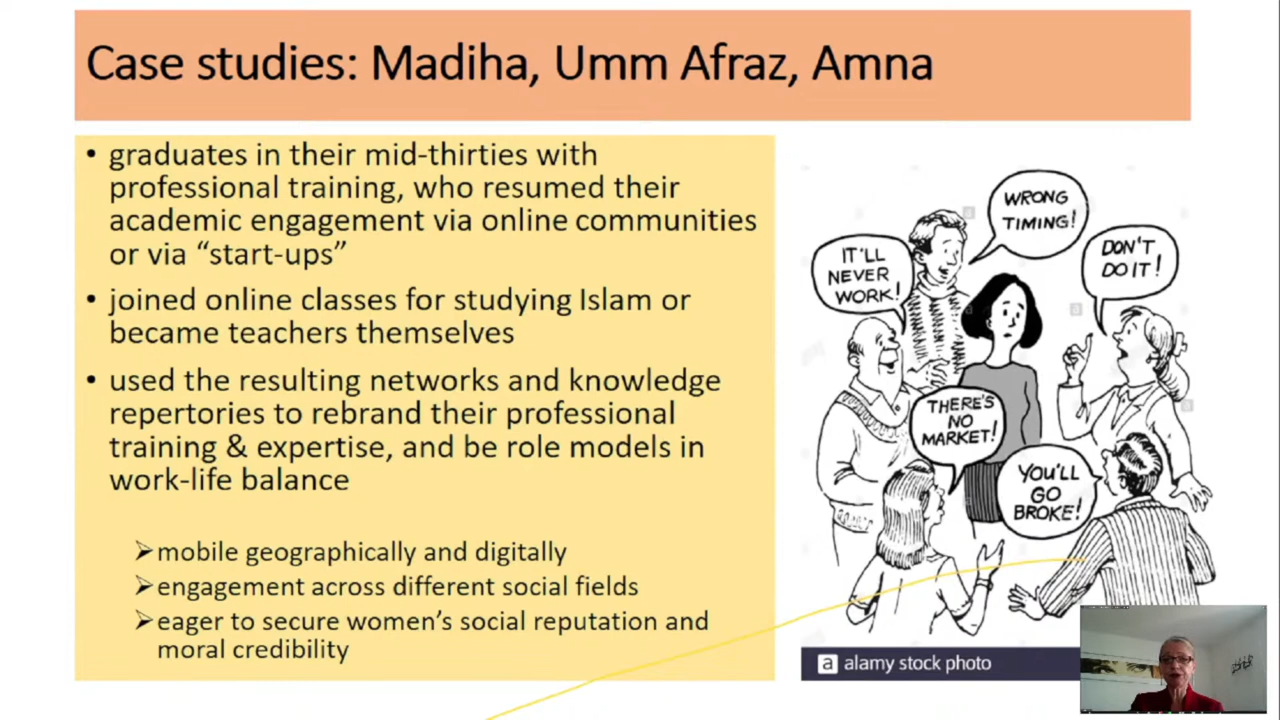 Case studies: Madiha, Umm Afraz, Amna
• graduates in their mid-thirties with
professional training, who resumed their
academic engagement via online communities
or via “start-ups”
• joined online classes for studying Islam or
became teachers themselves
• used the resulting networks and knowledge
repertories to rebrand their professional
training & expertise, and be role models in
work-life balance
➢mobile geographically and digitally
➢engagement across different social fields
➢eager to secure women’s social reputation and
moral credibility
WRONG
TIMING!
IT'LL
NEVER
WORK!
DON'T
DO IT!
THERE'S
NO
MARKET!
YOU'LL
GO
BROKE!
a alamy stock photo